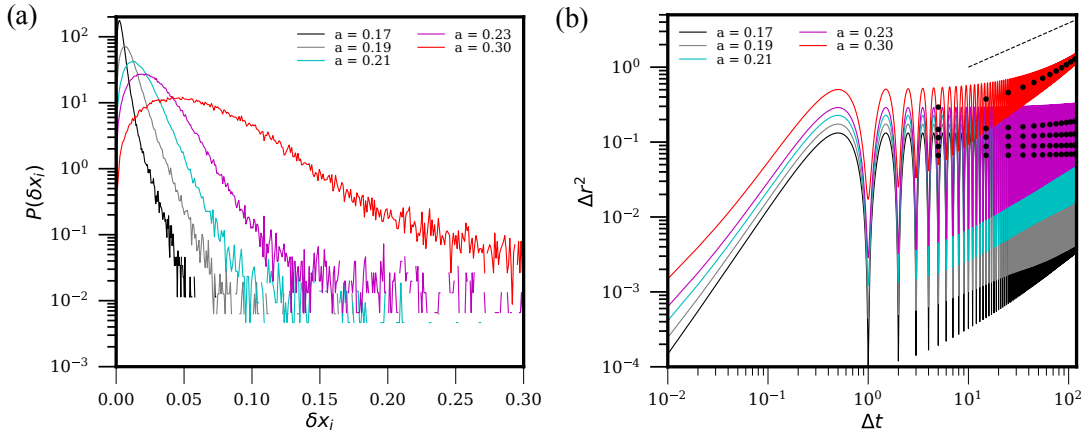 (a)
a = 0.17
a = 0.19
a = 0.21
a = 0.23
a = 0.30
10²
10¹
10⁰
10⁻¹
10⁻²
10⁻³
P(δxᵢ)
0.00 0.05 0.10 0.15 0.20 0.25 0.30
δxᵢ
(b)
a = 0.17
a = 0.19
a = 0.21
a = 0.23
a = 0.30
10⁰
10⁻¹
10⁻²
10⁻³
10⁻⁴
Δr²
10⁻² 10⁻¹ 10⁰ 10¹ 10²
Δt